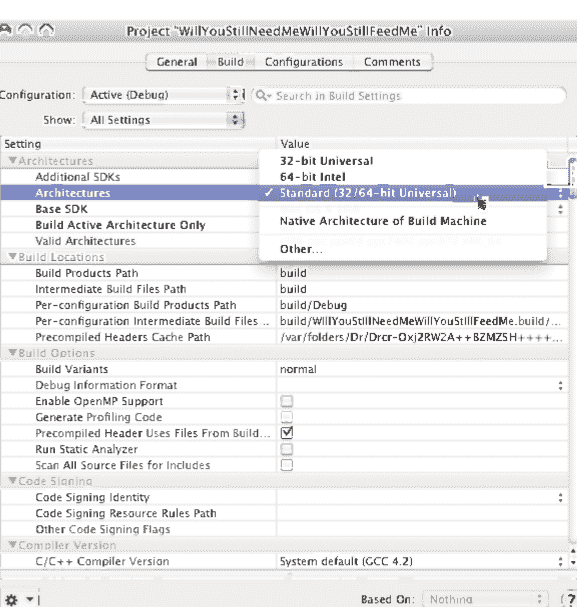 Project "WillYouStillNeedMeWillYouStillFeedMe" Info
General Build Configurations Comments
Configuration: Active (Debug) Search in Build Settings
Show: All Settings
Setting Value
Architectures
32-bit Universal
Additional SDKs 64-bit Intel
Architectures ✓ Standard (32/64-bit Universal)
Base SDK
Build Active Architecture Only Native Architecture of Build Machine
Valid Architectures
Other...
Build Locations
Build Products Path build
Intermediate Build Files Path build
Per-configuration Build Products Path build/Debug
Per-configuration Intermediate Build Files .. build/WillYouStillNeedMeWillYouStillFeedMe.build/...
Precompiled Headers Cache Path /var/folders/Dr/Drcr-Oxj2RW2A++BZMZSH++++...
Build Options
Build Variants normal
Debug Information Format
Enable OpenMP Support
Generate Profiling Code
Precompiled Header Uses Files From Build...
Run Static Analyzer
Scan All Source Files for Includes
Code Signing
Code Signing Identity
Code Signing Resource Rules Path
Other Code Signing Flags
Compiler Version
C/C++ Compiler Version System default (GCC 4.2)
Based On: Nothing ?